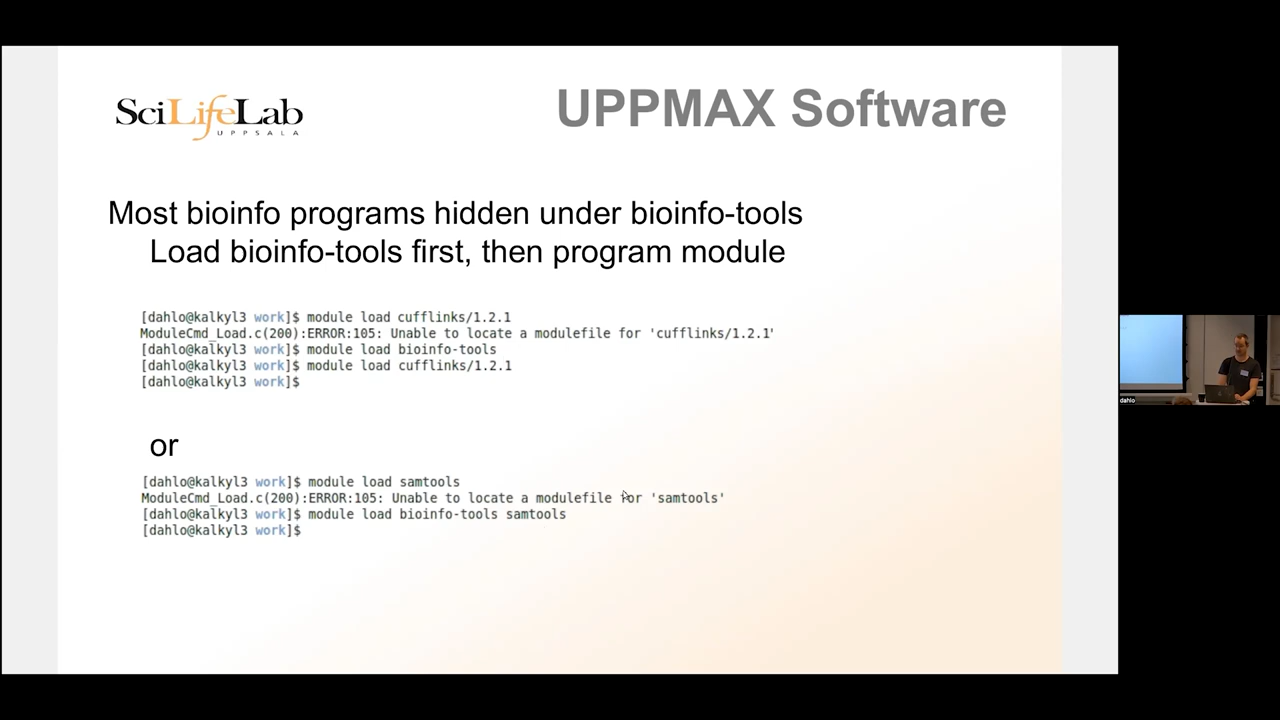 SciLifeLab
UPPSALA
UPPMAX Software
Most bioinfo programs hidden under bioinfo-tools
Load bioinfo-tools first, then program module
[dahlo@kalkyl3 work]$ module load cufflinks/1.2.1
ModuleCmd_Load.c(200):ERROR:105: Unable to locate a modulefile for 'cufflinks/1.2.1'
[dahlo@kalkyl3 work]$ module load bioinfo-tools
[dahlo@kalkyl3 work]$ module load cufflinks/1.2.1
[dahlo@kalkyl3 work]$
or
[dahlo@kalkyl3 work]$ module load samtools
ModuleCmd_Load.c(200):ERROR:105: Unable to locate a modulefile for 'samtools'
[dahlo@kalkyl3 work]$ module load bioinfo-tools samtools
[dahlo@kalkyl3 work]$
dahlo